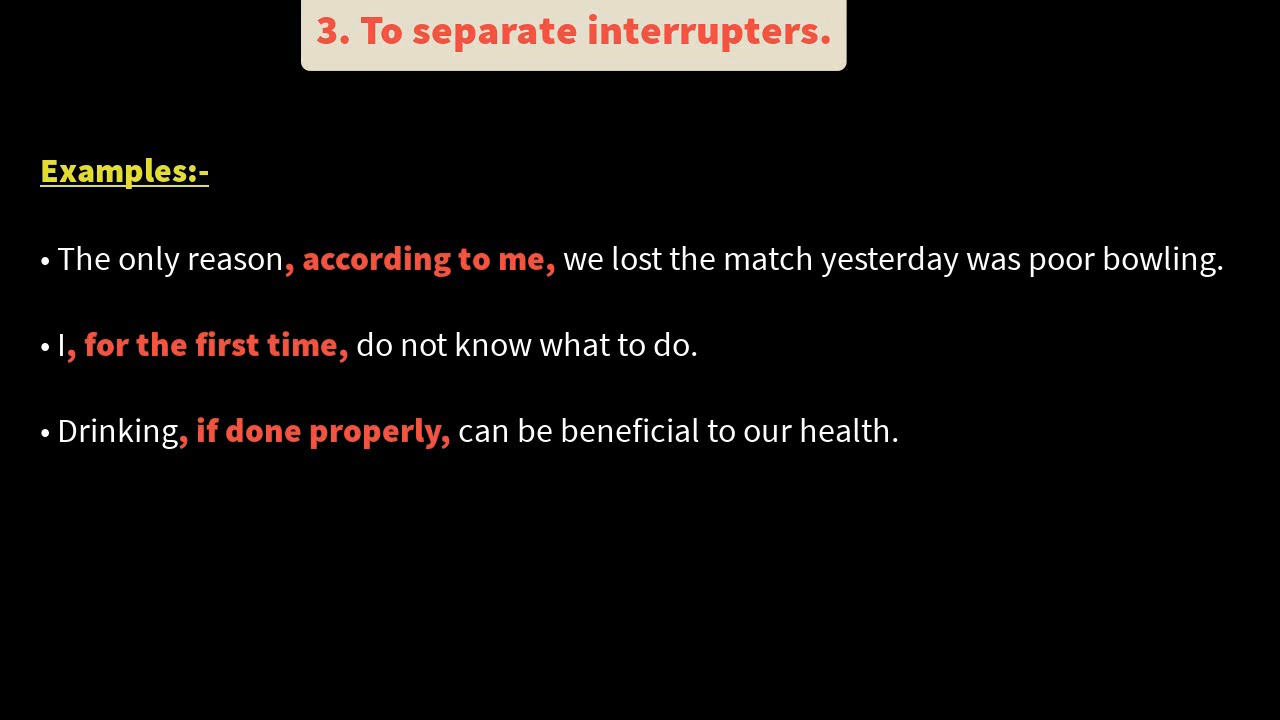 3. To separate interrupters.
Examples:-
• The only reason, according to me, we lost the match yesterday was poor bowling.
• I, for the first time, do not know what to do.
• Drinking, if done properly, can be beneficial to our health.